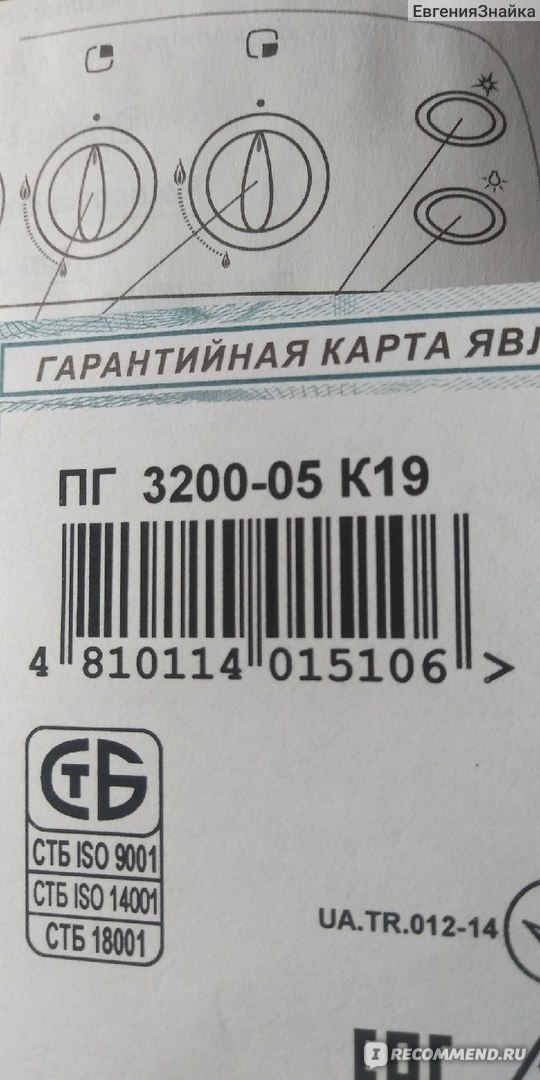 ЕвгенияЗнайка
ГАРАНТИЙНАЯ КАРТА ЯВЛ
ПГ 3200-05 К19
4 810114 015106 >
СТБ
СТБ ISO 9001
СТБ ISO 14001
СТБ 18001
UA.TR.012-14
EAC
I RECOMMEND.RU